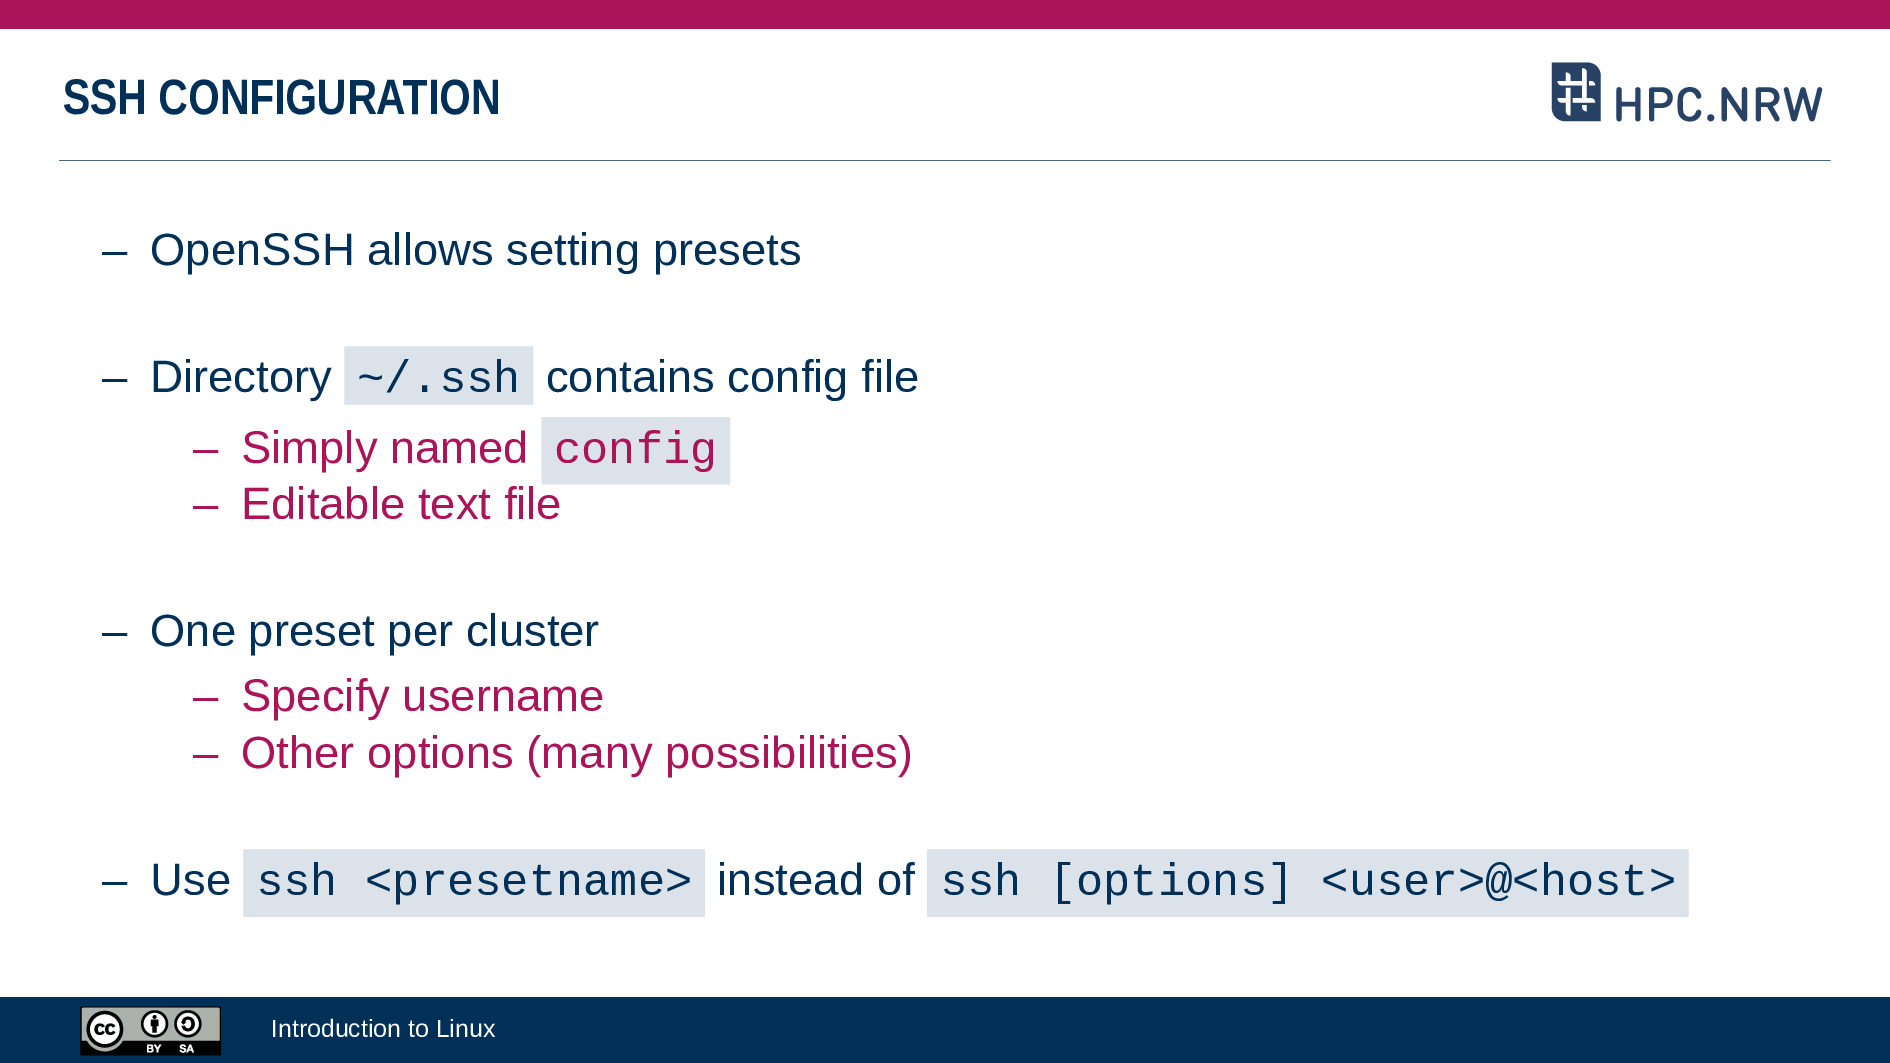 SSH CONFIGURATION
HPC.NRW
– OpenSSH allows setting presets
– Directory ~/.ssh contains config file
– Simply named config
– Editable text file
– One preset per cluster
– Specify username
– Other options (many possibilities)
– Use ssh <presetname> instead of ssh [options] <user>@<host>
cc BY SA
Introduction to Linux